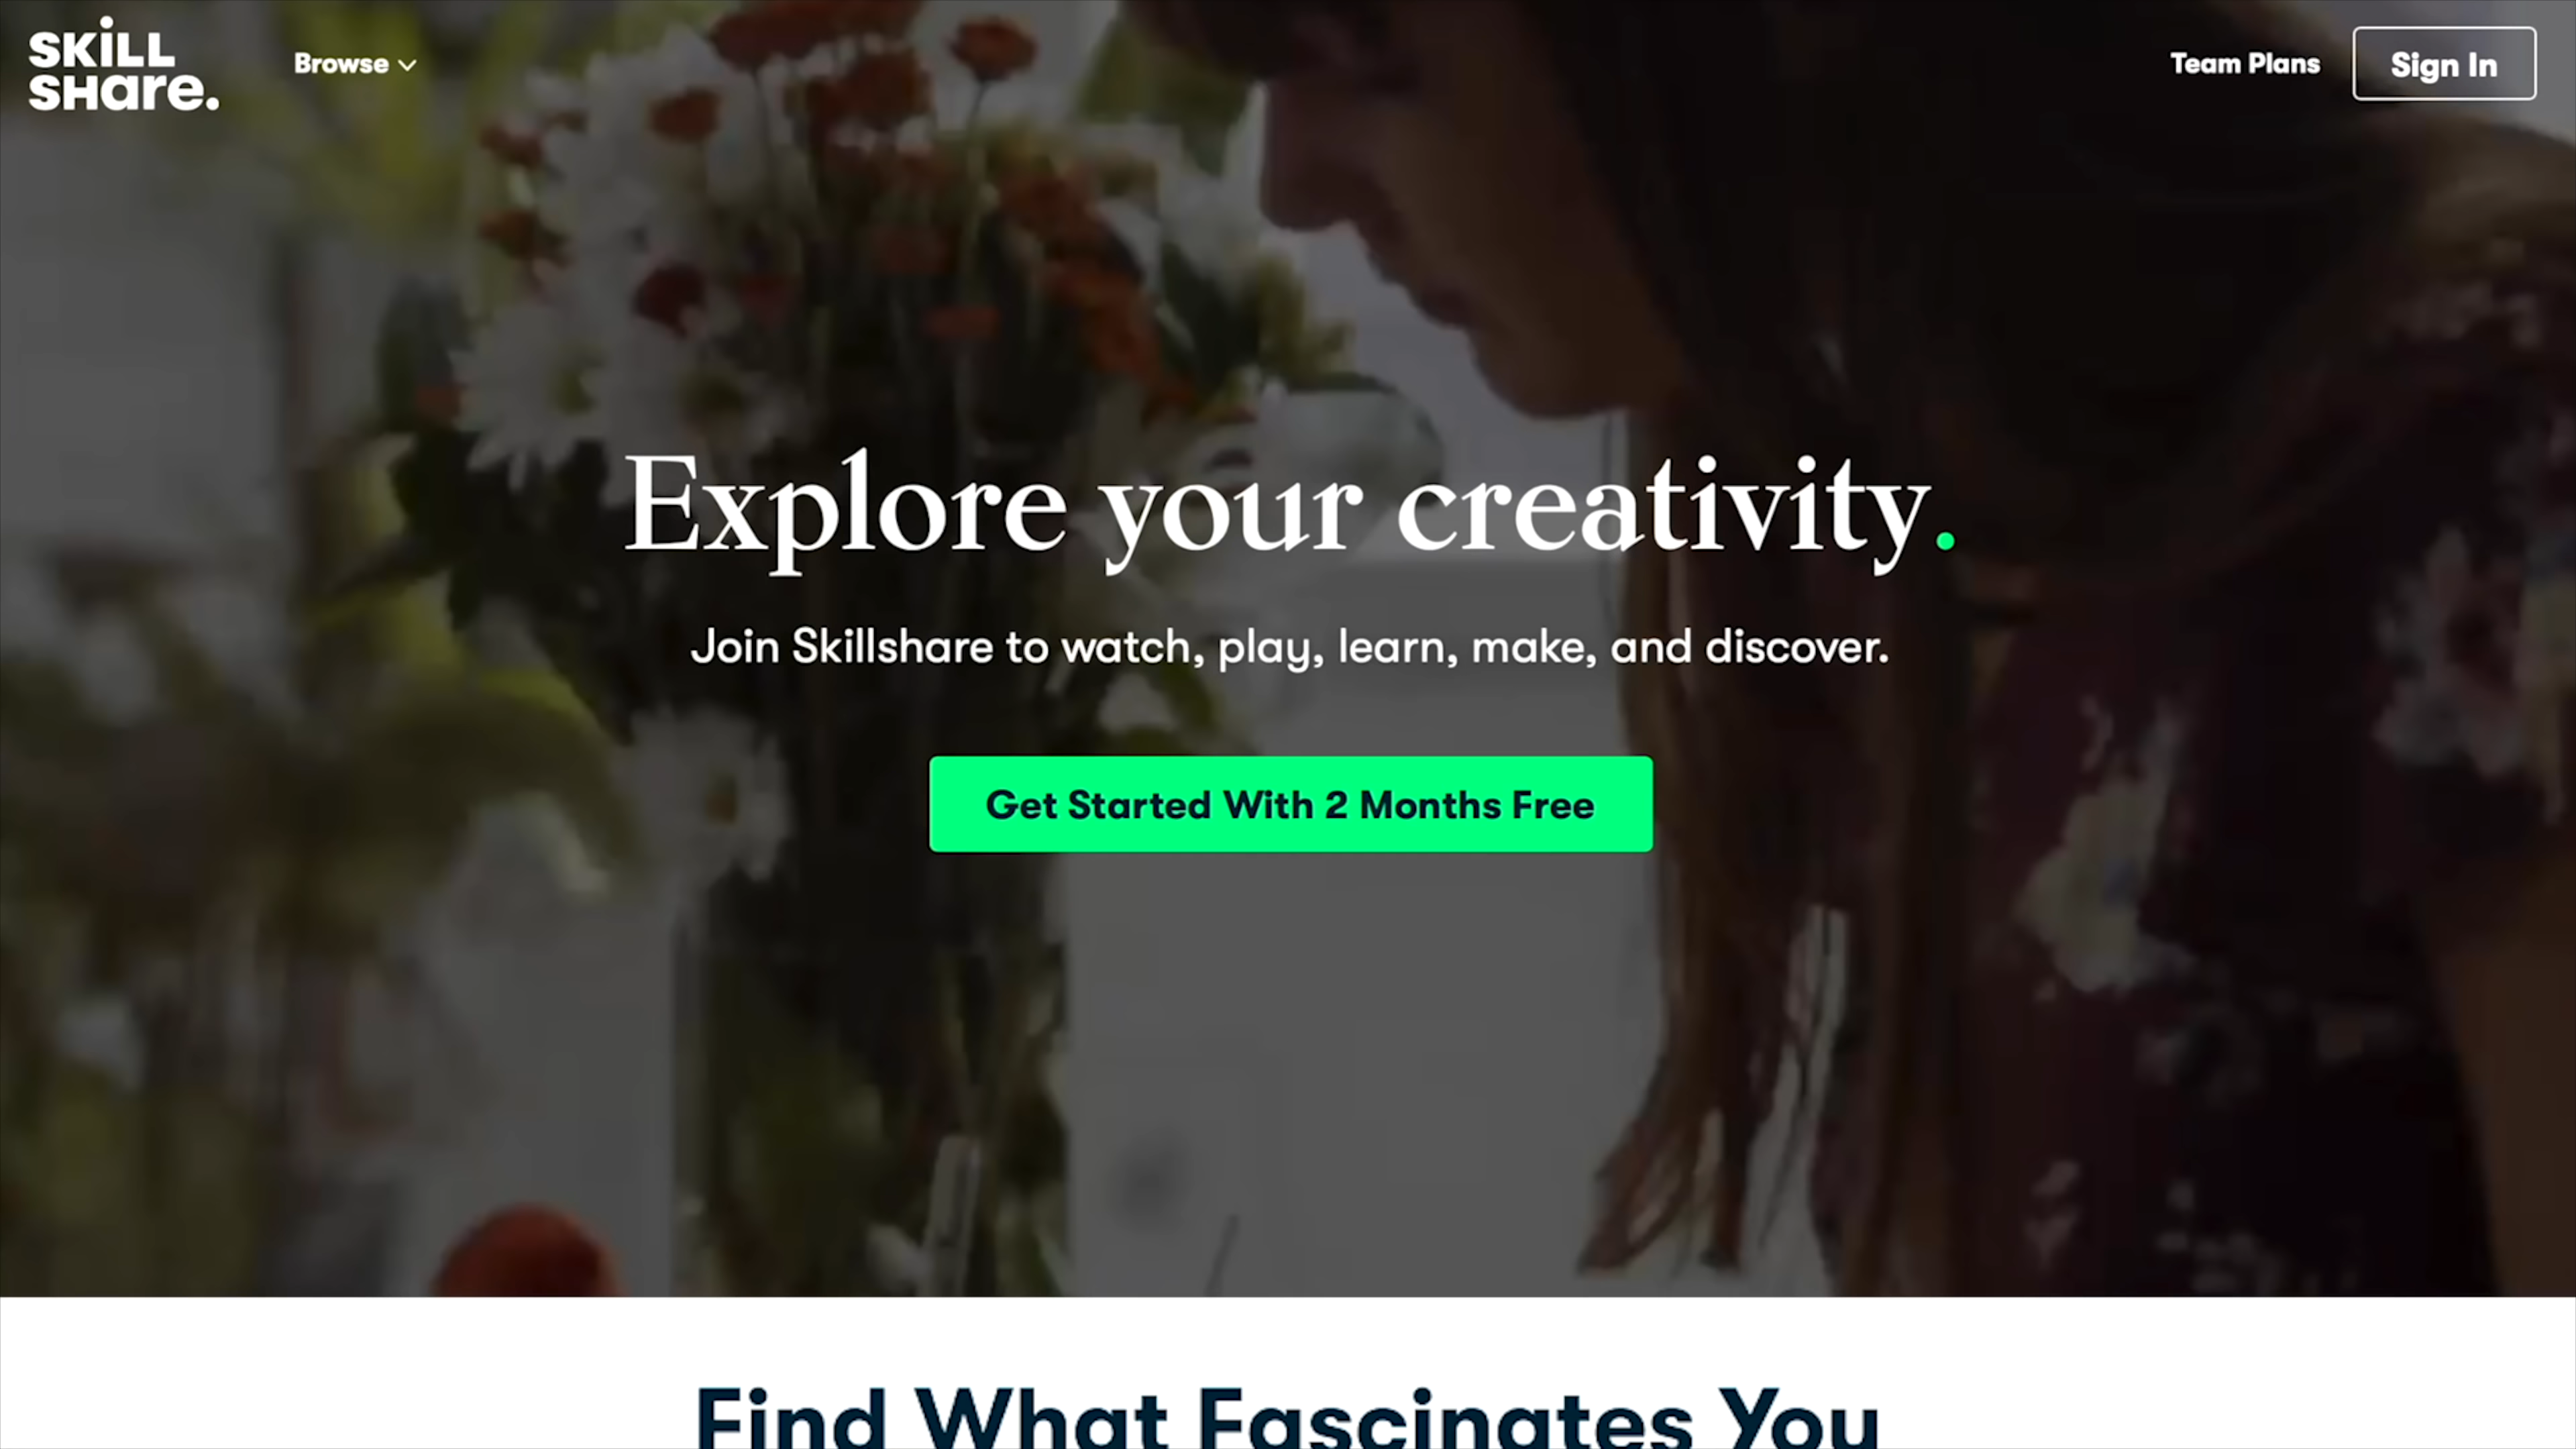 SKiLL
SHare.
Browse
Team Plans
Sign In
Explore your creativity.
Join Skillshare to watch, play, learn, make, and discover.
Get Started With 2 Months Free
Find What Fascinates You